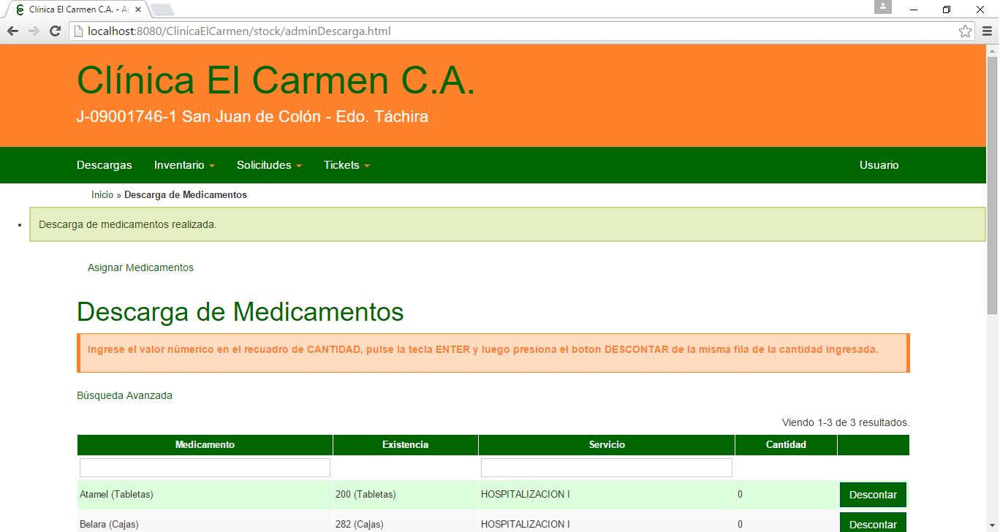 Clínica El Carmen C.A. - Ac
localhost:8080/ClinicaElCarmen/stock/adminDescarga.html
Clínica El Carmen C.A.
J-09001746-1 San Juan de Colón - Edo. Táchira
Descargas Inventario Solicitudes Tickets Usuario
Inicio » Descarga de Medicamentos
Descarga de medicamentos realizada.
Asignar Medicamentos
Descarga de Medicamentos
Ingrese el valor númerico en el recuadro de CANTIDAD, pulse la tecla ENTER y luego presiona el boton DESCONTAR de la misma fila de la cantidad ingresada.
Búsqueda Avanzada
Viendo 1-3 de 3 resultados.
Medicamento Existencia Servicio Cantidad
Atamel (Tabletas) 200 (Tabletas) HOSPITALIZACION I 0 Descontar
Belara (Cajas) 282 (Cajas) HOSPITALIZACION I 0 Descontar